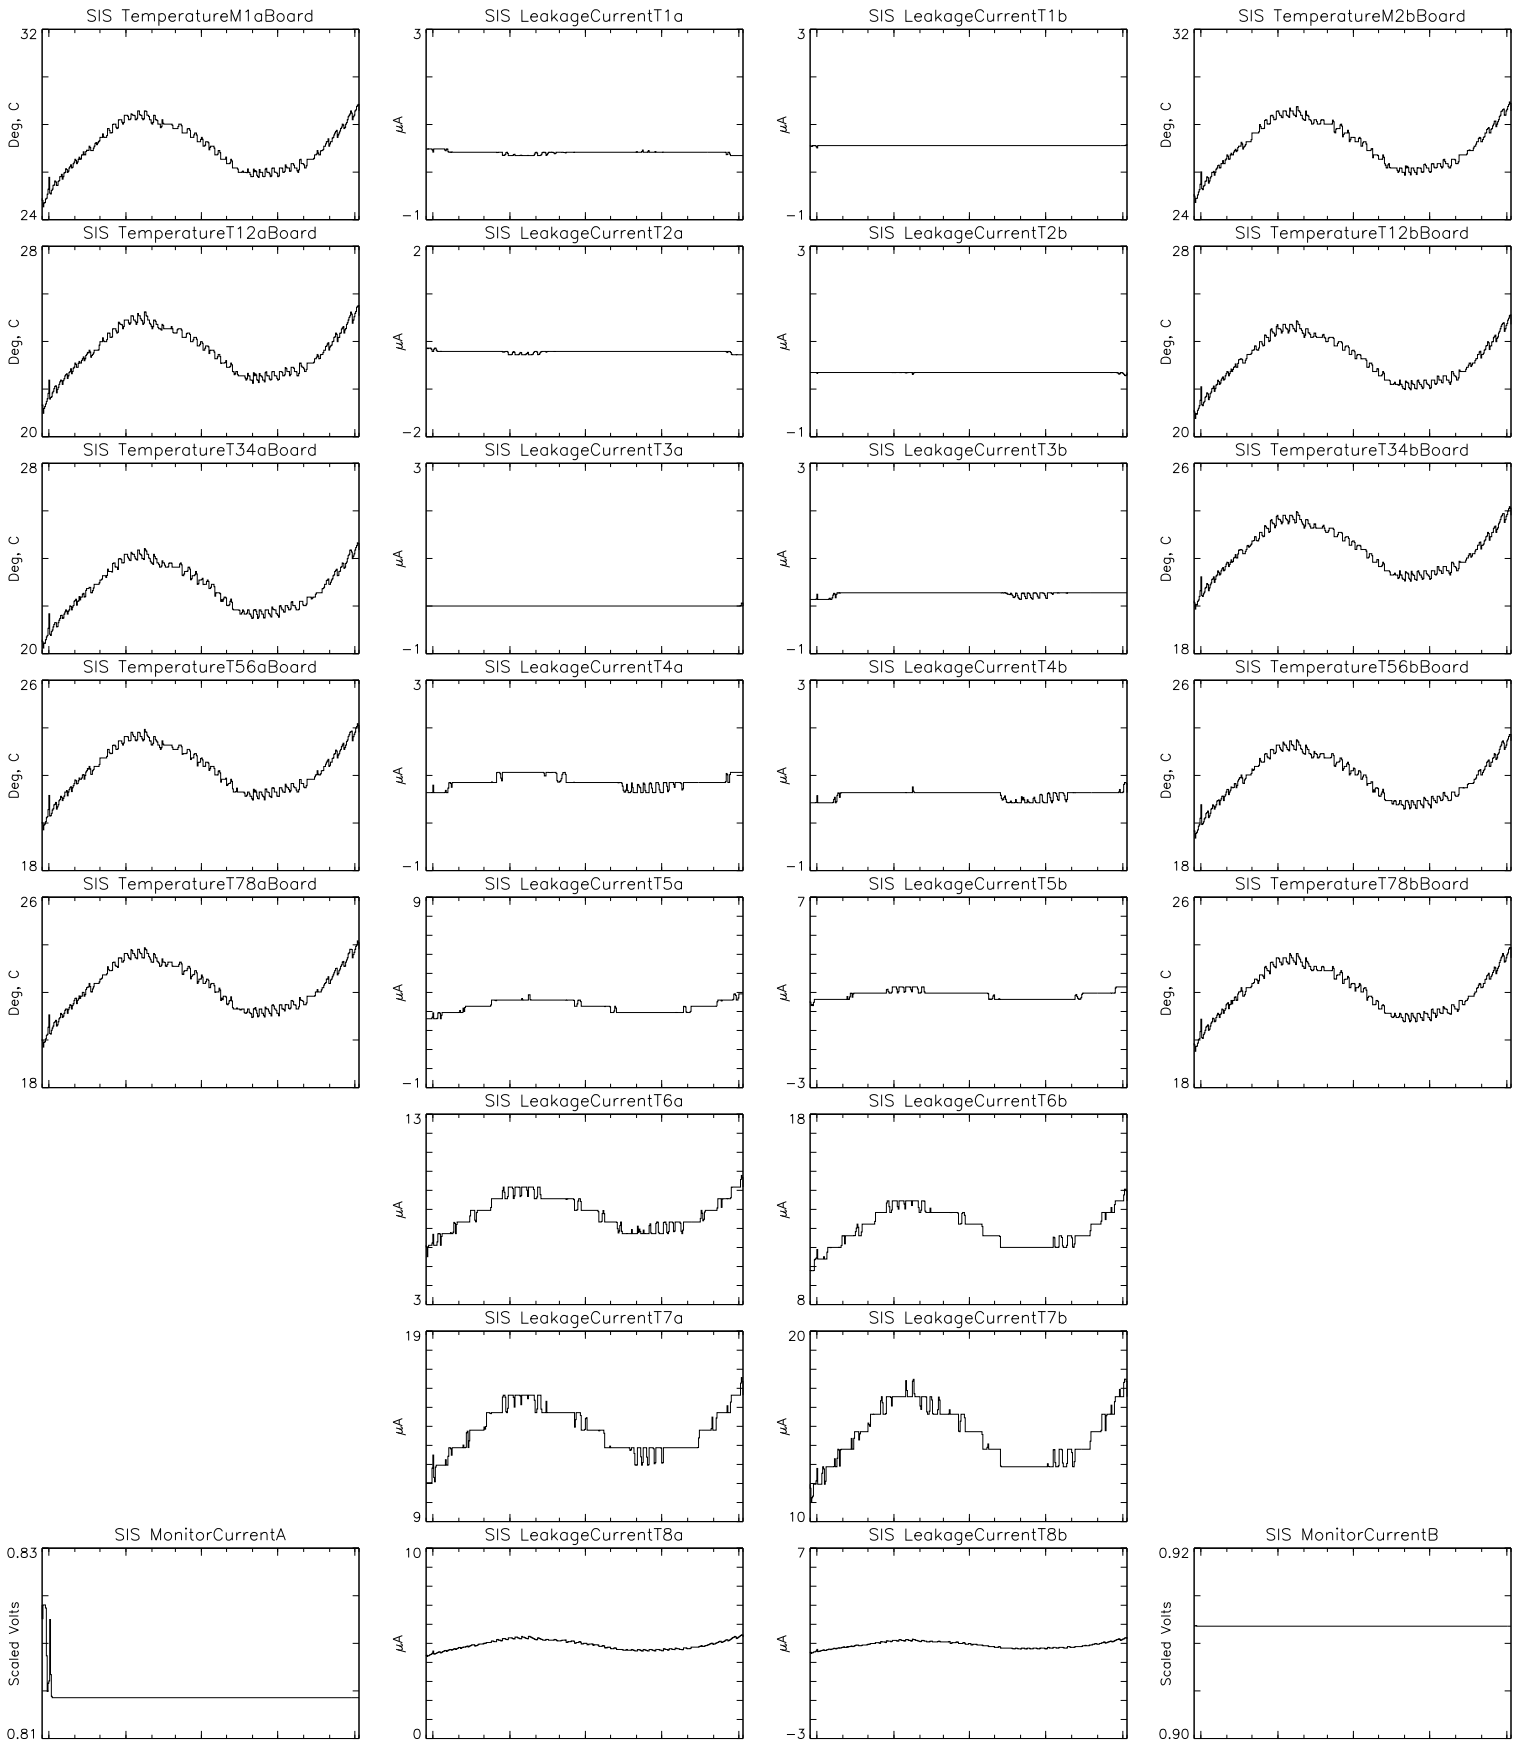 SIS TemperatureM1aBoard
SIS LeakageCurrentT1a
SIS LeakageCurrentT1b
SIS TemperatureM2bBoard
32
Deg, C
24
3
µA
-1
3
µA
-1
32
Deg, C
24
SIS TemperatureT12aBoard
SIS LeakageCurrentT2a
SIS LeakageCurrentT2b
SIS TemperatureT12bBoard
28
Deg, C
20
2
µA
-2
3
µA
-1
28
Deg, C
20
SIS TemperatureT34aBoard
SIS LeakageCurrentT3a
SIS LeakageCurrentT3b
SIS TemperatureT34bBoard
28
Deg, C
20
3
µA
-1
3
µA
-1
26
Deg, C
18
SIS TemperatureT56aBoard
SIS LeakageCurrentT4a
SIS LeakageCurrentT4b
SIS TemperatureT56bBoard
26
Deg, C
18
3
µA
-1
3
µA
-1
26
Deg, C
18
SIS TemperatureT78aBoard
SIS LeakageCurrentT5a
SIS LeakageCurrentT5b
SIS TemperatureT78bBoard
26
Deg, C
18
9
µA
-1
7
µA
-3
26
Deg, C
18
SIS LeakageCurrentT6a
SIS LeakageCurrentT6b
13
µA
3
18
µA
8
SIS LeakageCurrentT7a
SIS LeakageCurrentT7b
19
µA
9
20
µA
10
SIS MonitorCurrentA
SIS LeakageCurrentT8a
SIS LeakageCurrentT8b
SIS MonitorCurrentB
0.83
Scaled Volts
0.81
10
µA
0
7
µA
-3
0.92
Scaled Volts
0.90